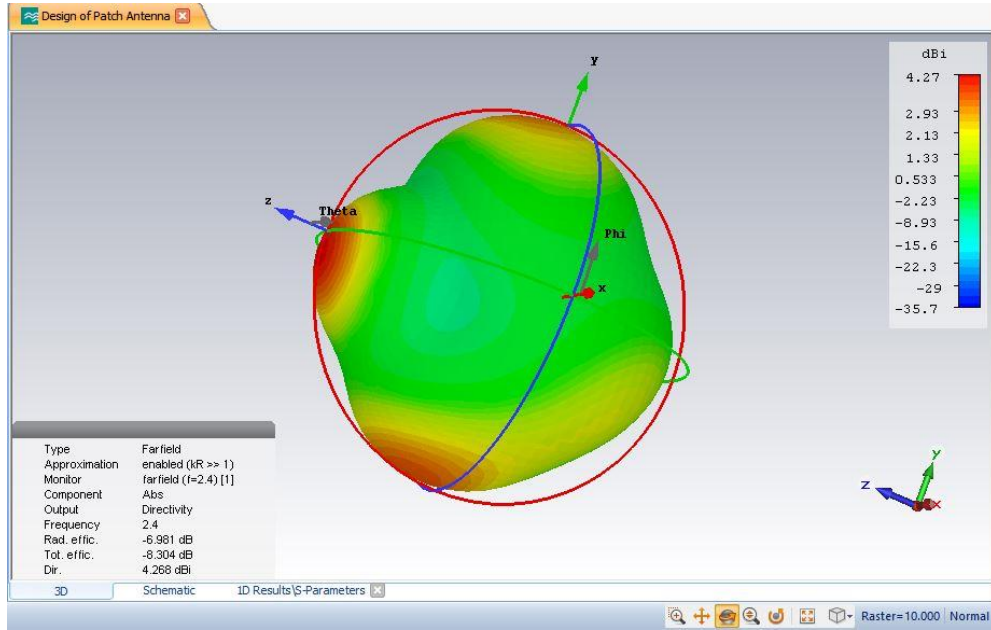 Design of Patch Antenna
dBi
4.27
2.93
2.13
1.33
0.533
-2.23
-8.93
-15.6
-22.3
-29
-35.7
y
z
Theta
Phi
x
Type Farfield
Approximation enabled (kR >> 1)
Monitor farfield (f=2.4) [1]
Component Abs
Output Directivity
Frequency 2.4
Rad. effic. -6.981 dB
Tot. effic. -8.304 dB
Dir. 4.268 dBi
y
z
x
3D Schematic 1D Results\S-Parameters
Raster=10.000 Normal